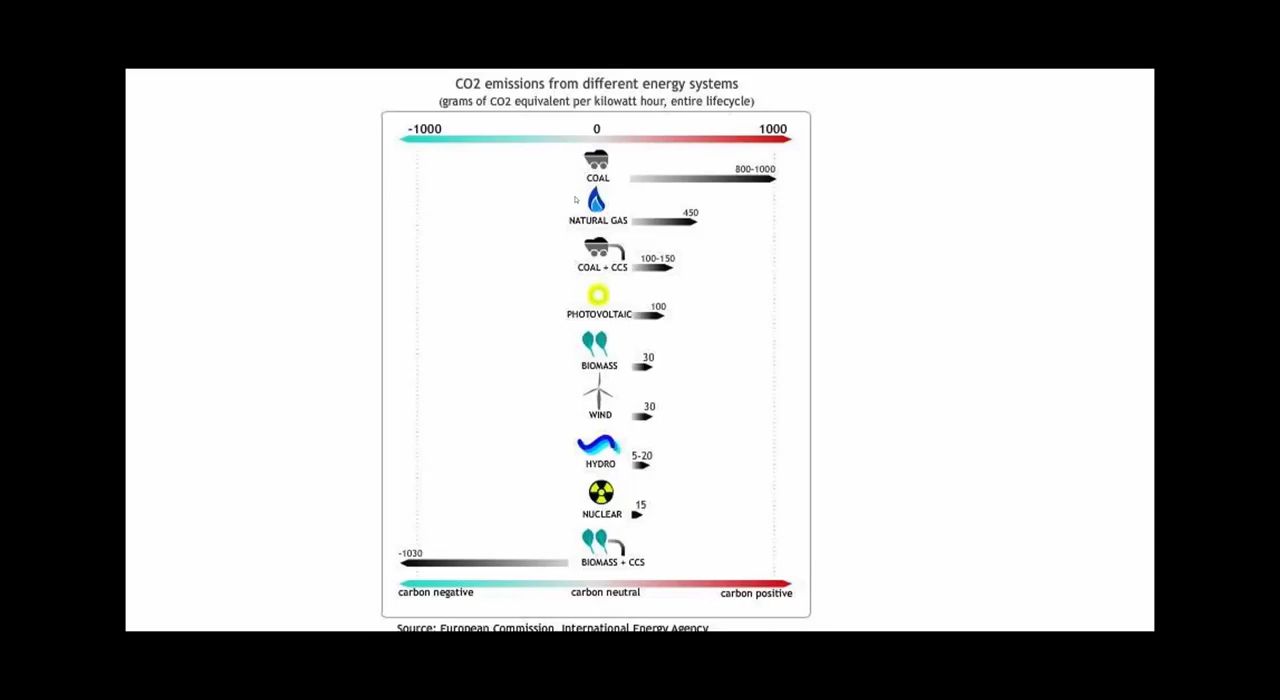 CO2 emissions from different energy systems
(grams of CO2 equivalent per kilowatt hour, entire lifecycle)
-1000 0 1000
800-1000
COAL
450
NATURAL GAS
100-150
COAL + CCS
100
PHOTOVOLTAIC
30
BIOMASS
30
WIND
5-20
HYDRO
15
NUCLEAR
-1030
BIOMASS + CCS
carbon negative carbon neutral carbon positive
Source: European Commission, International Energy Agency